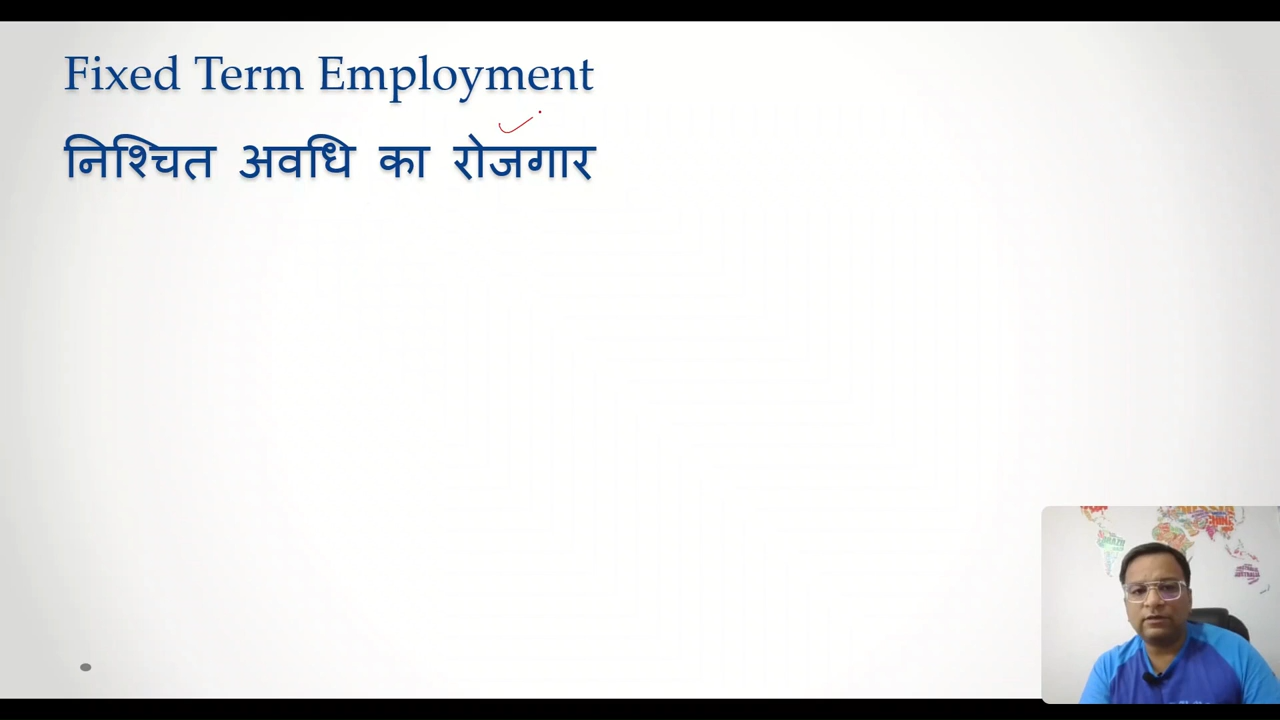 Fixed Term Employment
निश्चित अवधि का रोजगार